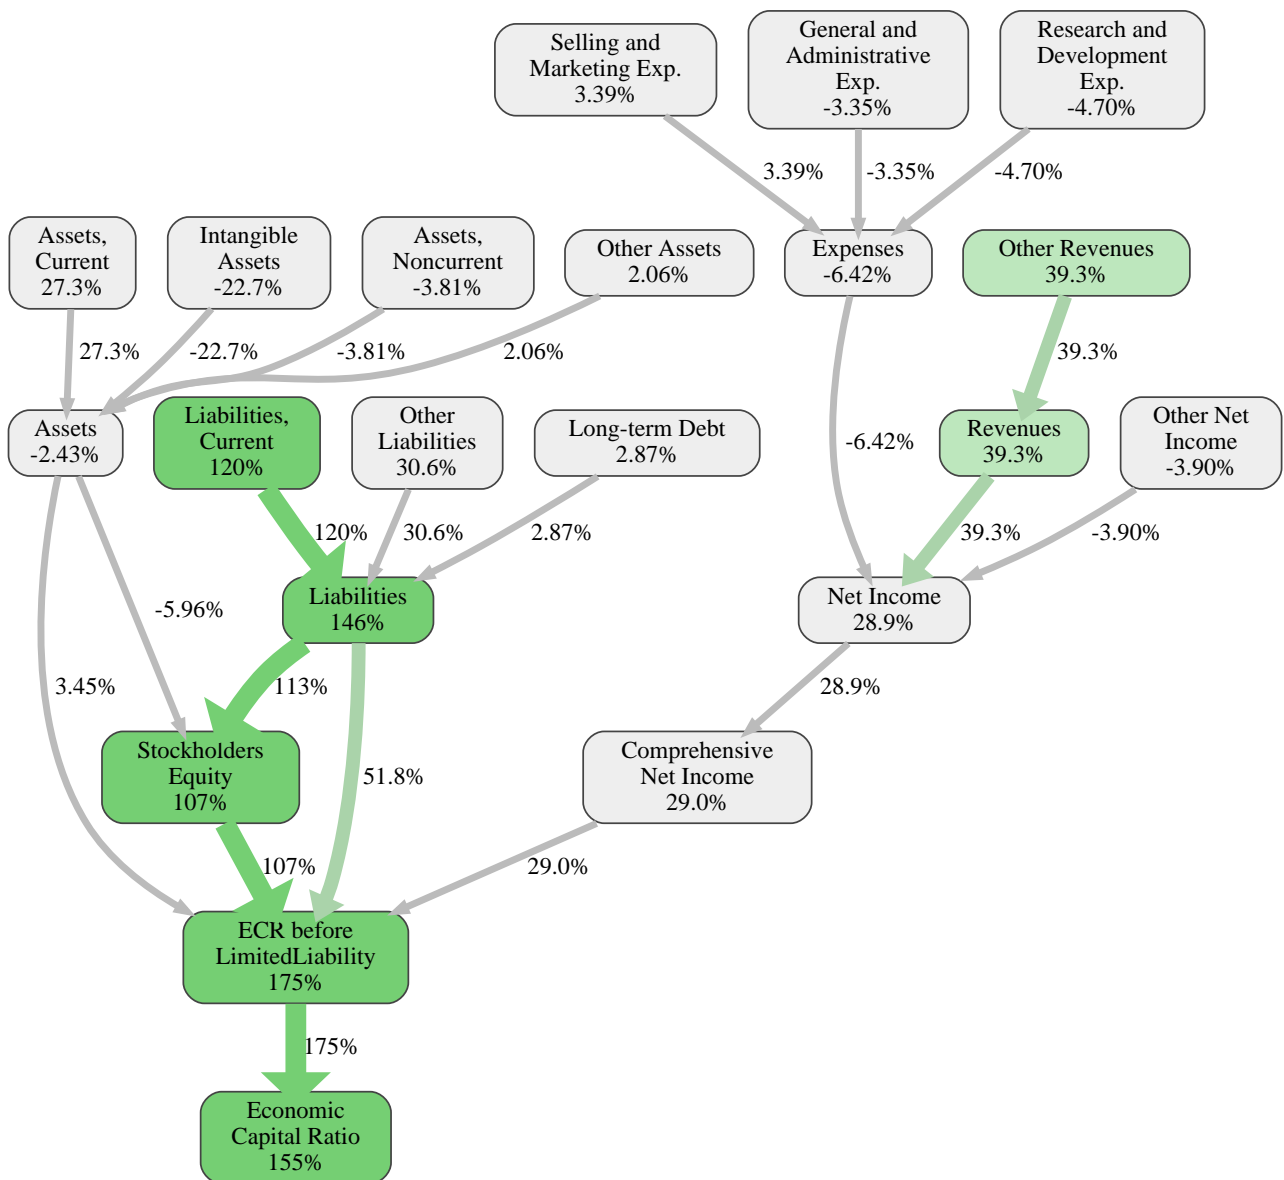 Selling and
Marketing Exp.
3.39%
General and
Administrative
Exp.
-3.35%
Research and
Development
Exp.
-4.70%
3.39%
-3.35%
-4.70%
Assets,
Current
27.3%
Intangible
Assets
-22.7%
Assets,
Noncurrent
-3.81%
Other Assets
2.06%
Expenses
-6.42%
Other Revenues
39.3%
27.3%
-22.7%
-3.81%
2.06%
39.3%
Assets
-2.43%
Liabilities,
Current
120%
Other
Liabilities
30.6%
Long-term Debt
2.87%
-6.42%
Revenues
39.3%
Other Net
Income
-3.90%
120%
30.6%
2.87%
39.3%
-3.90%
-5.96%
Liabilities
146%
Net Income
28.9%
3.45%
113%
28.9%
Stockholders
Equity
107%
51.8%
Comprehensive
Net Income
29.0%
107%
29.0%
ECR before
LimitedLiability
175%
175%
Economic
Capital Ratio
155%